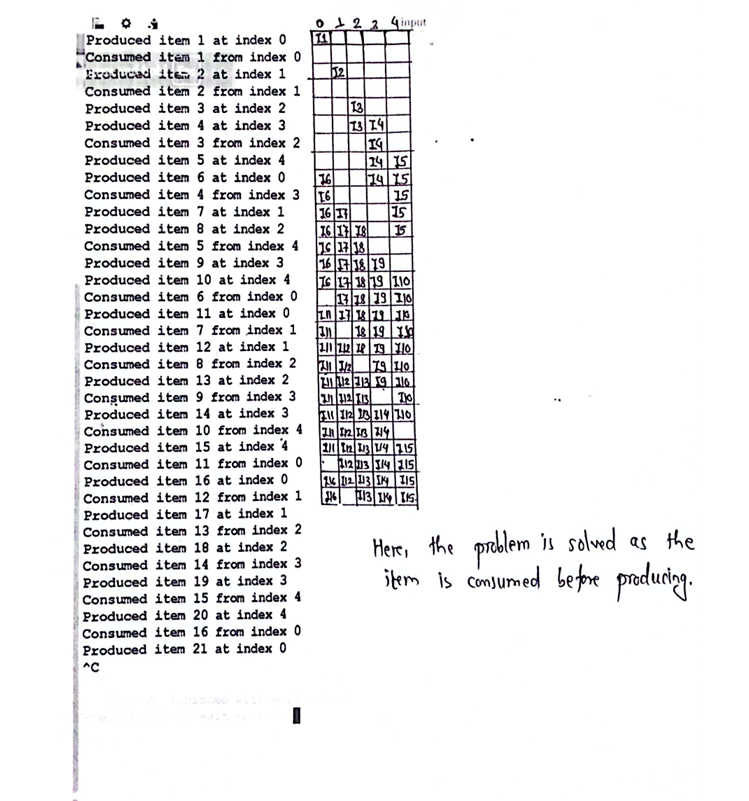 0 1 2 3 4 input
Produced item 1 at index 0 I1
Consumed item 1 from index 0
Produced item 2 at index 1 I2
Consumed item 2 from index 1
Produced item 3 at index 2 I3
Produced item 4 at index 3 I3 I4
Consumed item 3 from index 2 I4
Produced item 5 at index 4 I4 I5
Produced item 6 at index 0 I6 I4 I5
Consumed item 4 from index 3 I6 I5
Produced item 7 at index 1 I6 I7 I5
Produced item 8 at index 2 I6 I7 I8 I5
Consumed item 5 from index 4 I6 I7 I8
Produced item 9 at index 3 I6 I7 I8 I9
Produced item 10 at index 4 I6 I7 I8 I9 I10
Consumed item 6 from index 0 I7 I8 I9 I10
Produced item 11 at index 0 I11 I7 I8 I9 I10
Consumed item 7 from index 1 I11 I8 I9 I10
Produced item 12 at index 1 I11 I12 I8 I9 I10
Consumed item 8 from index 2 I11 I12 I9 I10
Produced item 13 at index 2 I11 I12 I13 I9 I10
Consumed item 9 from index 3 I11 I12 I13 I10
Produced item 14 at index 3 I11 I12 I13 I14 I10
Consumed item 10 from index 4 I11 I12 I13 I14
Produced item 15 at index 4 I11 I12 I13 I14 I15
Consumed item 11 from index 0 I12 I13 I14 I15
Produced item 16 at index 0 I16 I12 I13 I14 I15
Consumed item 12 from index 1 I16 I13 I14 I15
Produced item 17 at index 1
Consumed item 13 from index 2
Produced item 18 at index 2
Consumed item 14 from index 3
Produced item 19 at index 3
Consumed item 15 from index 4
Produced item 20 at index 4
Consumed item 16 from index 0
Produced item 21 at index 0
^C
Here, the problem is solved as the
item is consumed before producing.